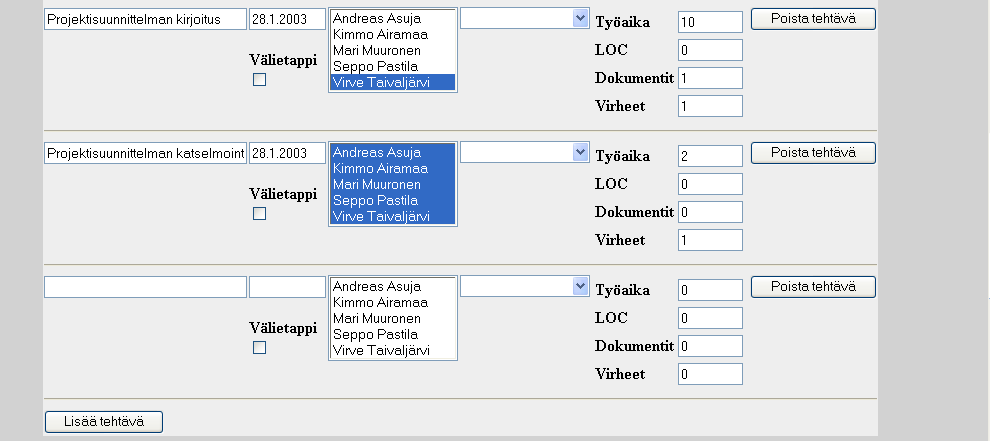 Projektisuunnittelman kirjoitus 28.1.2003 Andreas Asuja Työaika 10 Poista tehtävä
Kimmo Airamaa
Mari Muuronen LOC 0
Välietappi Seppo Pastila
Virve Taivaljärvi Dokumentit 1
Virheet 1
Projektisuunnittelman katselmoint 28.1.2003 Andreas Asuja Työaika 2 Poista tehtävä
Kimmo Airamaa
Mari Muuronen LOC 0
Välietappi Seppo Pastila
Virve Taivaljärvi Dokumentit 0
Virheet 1
Andreas Asuja Työaika 0 Poista tehtävä
Kimmo Airamaa
Mari Muuronen LOC 0
Välietappi Seppo Pastila
Virve Taivaljärvi Dokumentit 0
Virheet 0
Lisää tehtävä